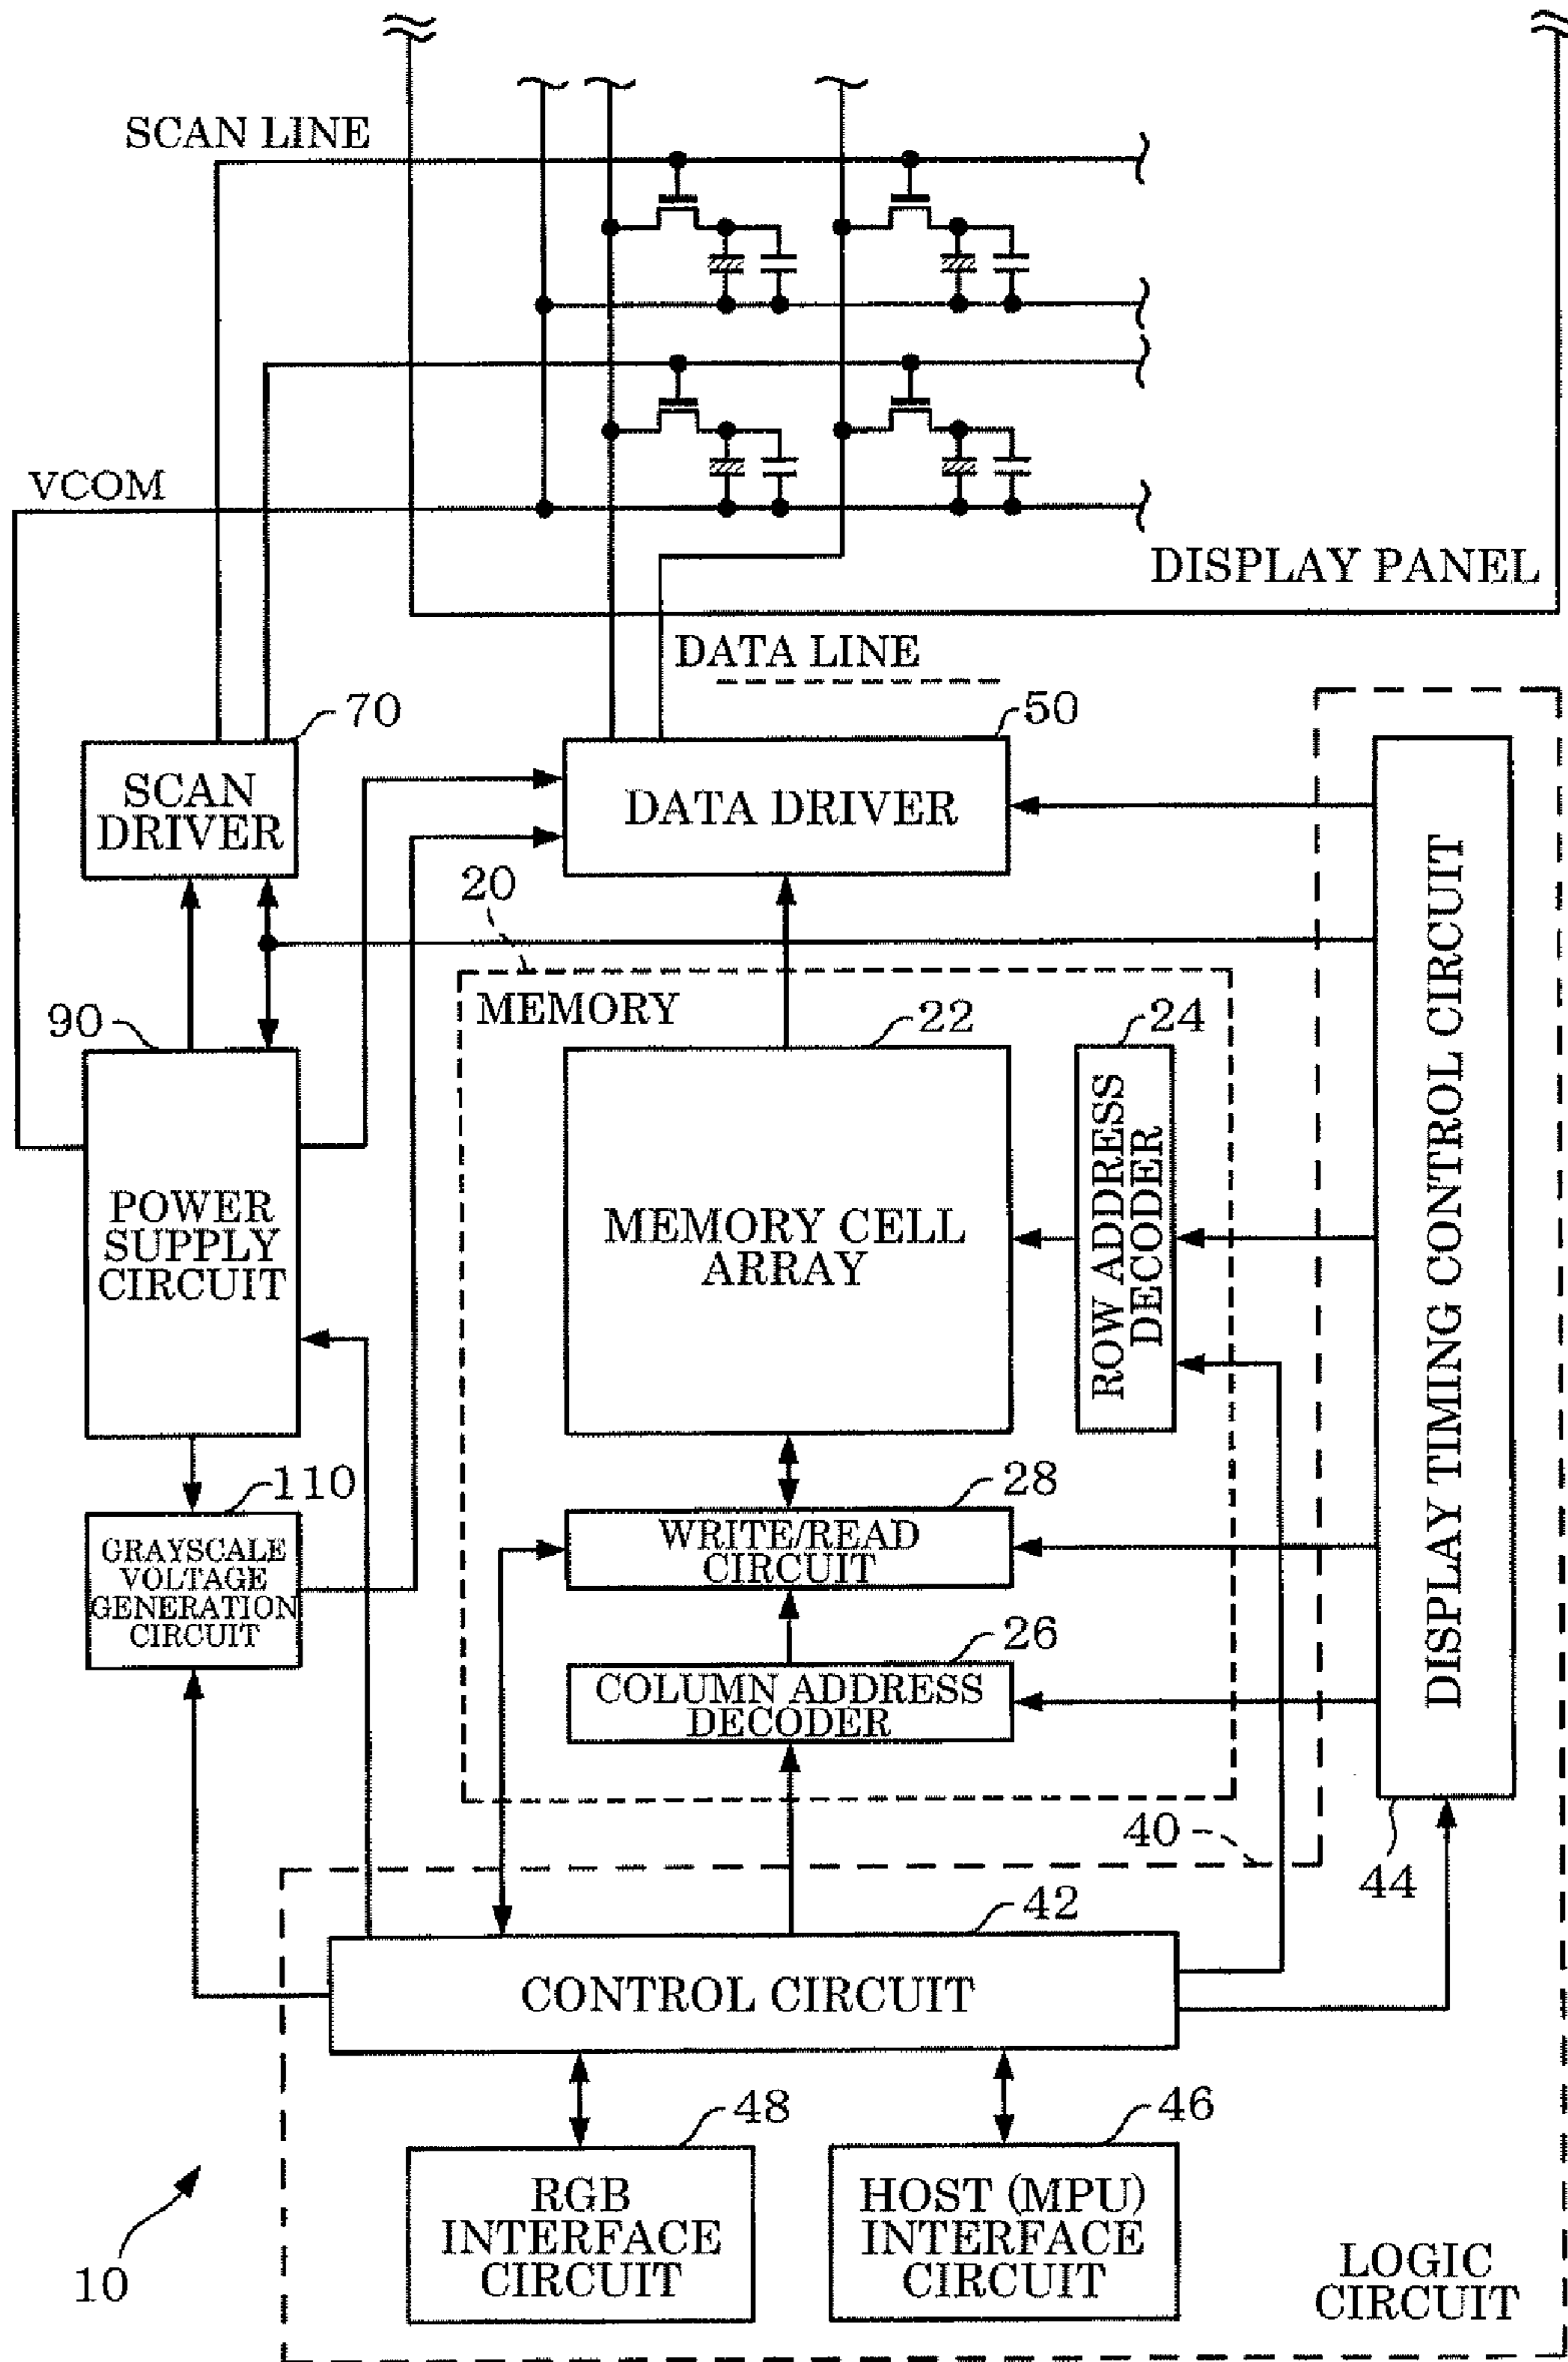 SCAN LINE
VCOM
DISPLAY PANEL
DATA LINE
70
50
SCAN
DRIVER
DATA DRIVER
20
MEMORY
90
22
24
POWER
SUPPLY
CIRCUIT
MEMORY CELL
ARRAY
ROW ADDRESS
DECODER
DISPLAY TIMING CONTROL CIRCUIT
110
28
GRAYSCALE
VOLTAGE
GENERATION
CIRCUIT
WRITE/READ
CIRCUIT
26
COLUMN ADDRESS
DECODER
40
44
42
CONTROL CIRCUIT
48
46
RGB
INTERFACE
CIRCUIT
HOST (MPU)
INTERFACE
CIRCUIT
10
LOGIC
CIRCUIT